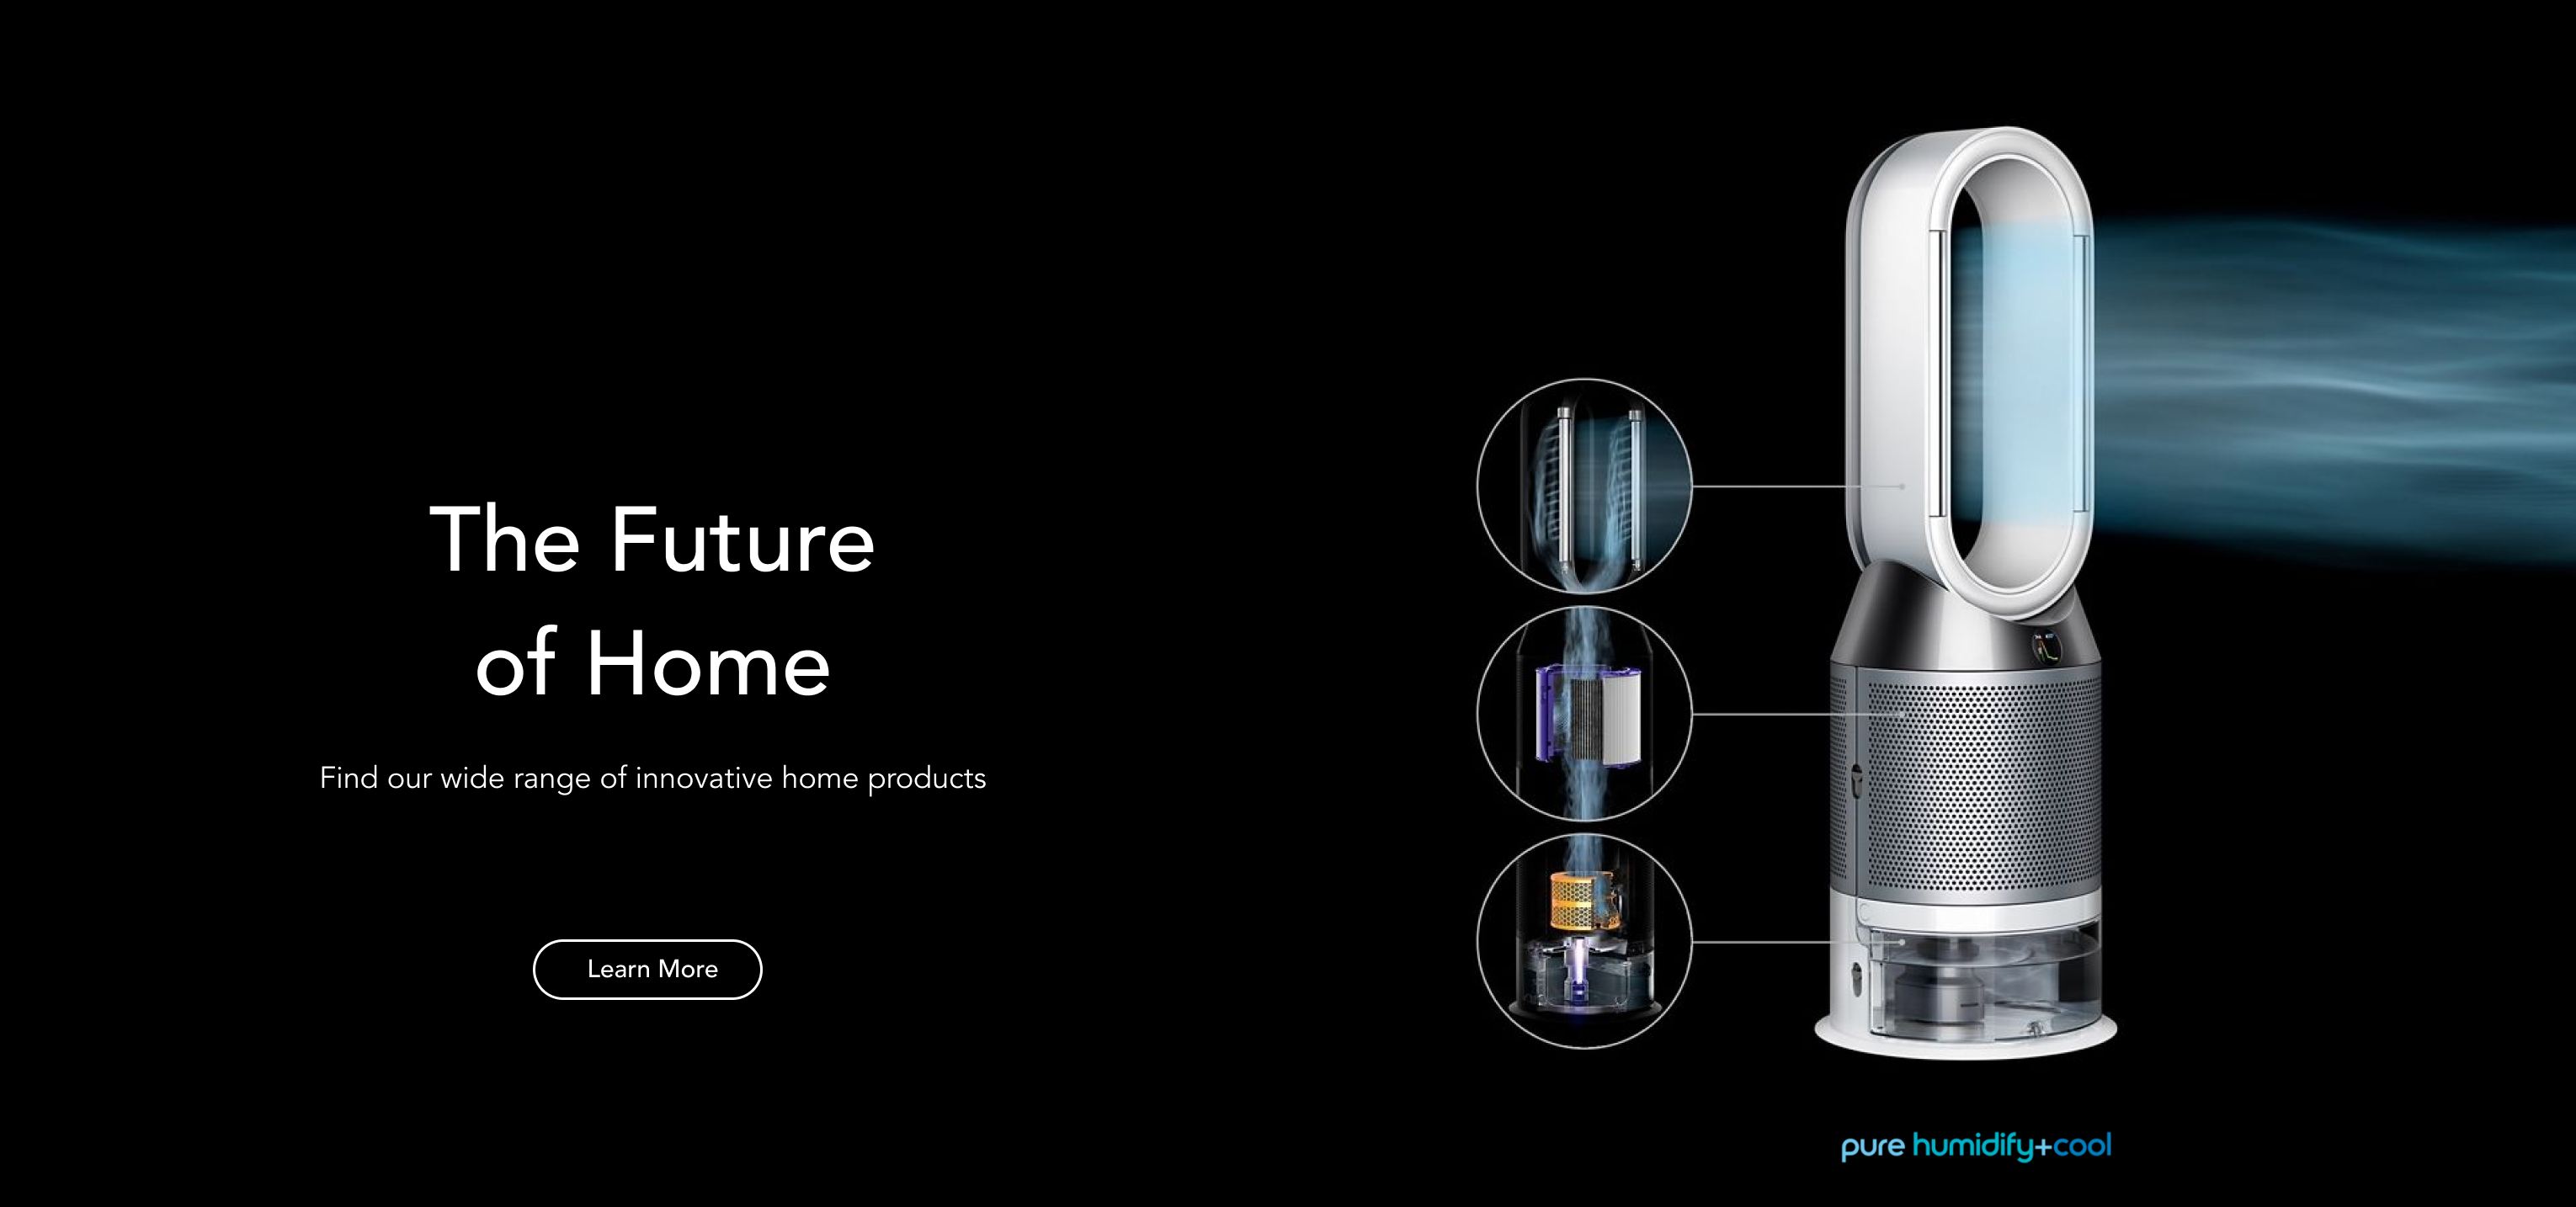 The Future
of Home
Find our wide range of innovative home products
Learn More
pure humidify+cool